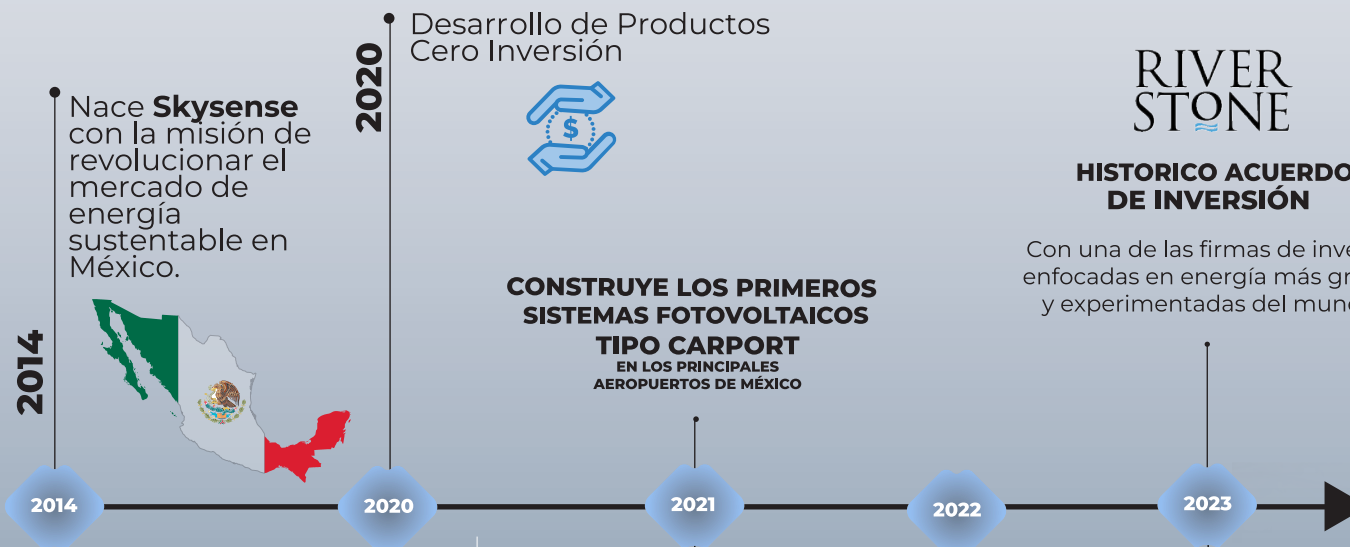 2014
Nace Skysense
con la misión de
revolucionar el
mercado de
energía
sustentable en
México.
2020
Desarrollo de Productos
Cero Inversión
$
CONSTRUYE LOS PRIMEROS
SISTEMAS FOTOVOLTAICOS
TIPO CARPORT
EN LOS PRINCIPALES
AEROPUERTOS DE MÉXICO
RIVER
STONE
HISTORICO ACUERDO
DE INVERSIÓN
Con una de las firmas de
enfocadas en energía más
y experimentadas del
2014
2020
2021
2022
2023